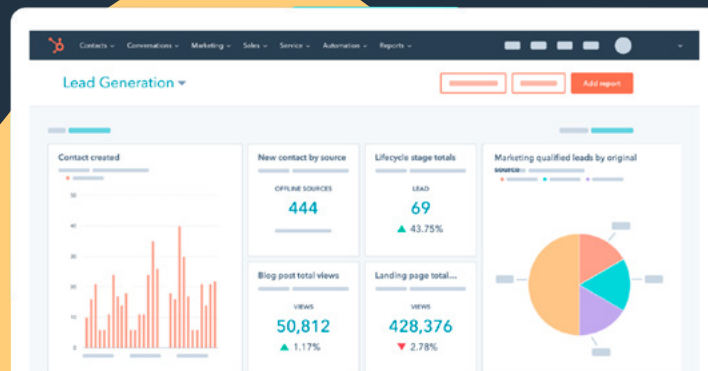 Contacts Conversations Marketing Sales Service Automation Reports
Lead Generation
Add report
Contact created
50
40
30
20
10
0
New contact by source
OFFLINE SOURCES
444
Lifecycle stage totals
LEAD
69
43.75%
Marketing qualified leads by original
source
Blog post total views
VIEWS
50,812
1.17%
Landing page total...
VIEWS
428,376
2.78%